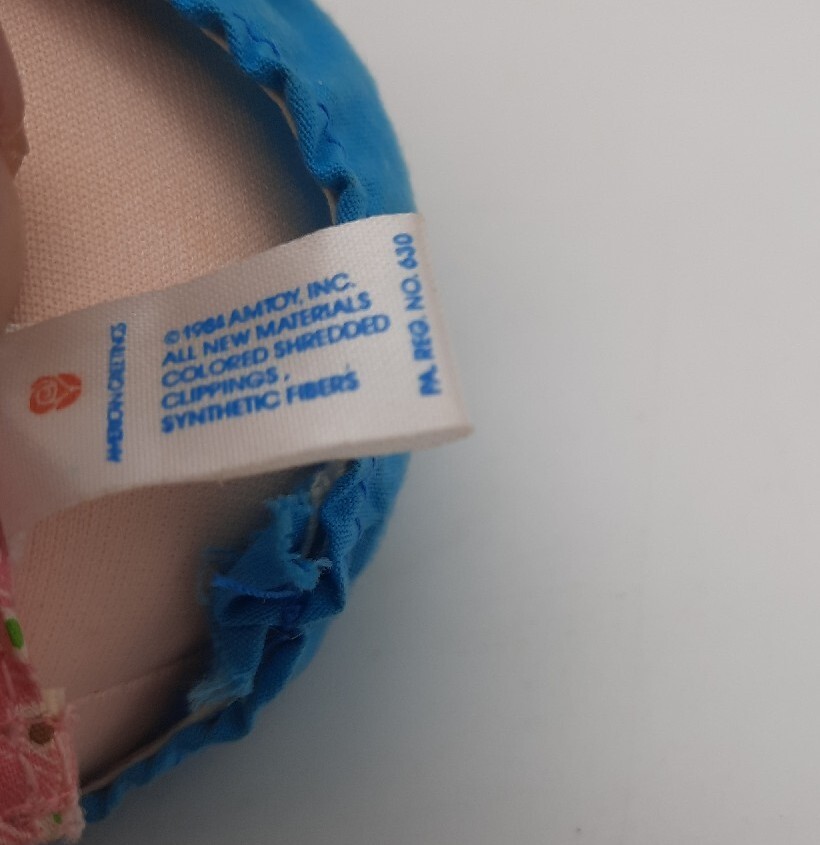 AMERICAN GREETINGS
© 1984 AMTOY, INC.
ALL NEW MATERIALS
COLORED SHREDDED
CLIPPINGS,
SYNTHETIC FIBERS
PA. REG. NO. 630